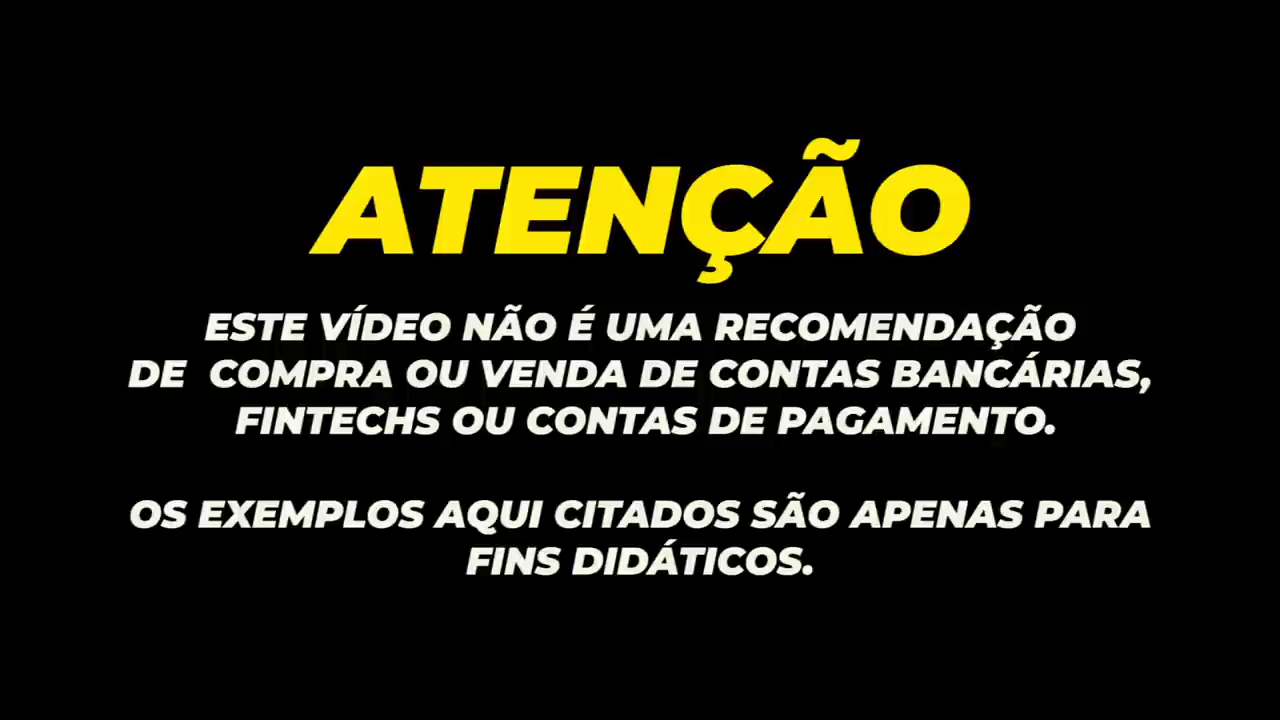 ATENÇÃO
ESTE VÍDEO NÃO É UMA RECOMENDAÇÃO
DE COMPRA OU VENDA DE CONTAS BANCÁRIAS,
FINTECHS OU CONTAS DE PAGAMENTO.
OS EXEMPLOS AQUI CITADOS SÃO APENAS PARA
FINS DIDÁTICOS.